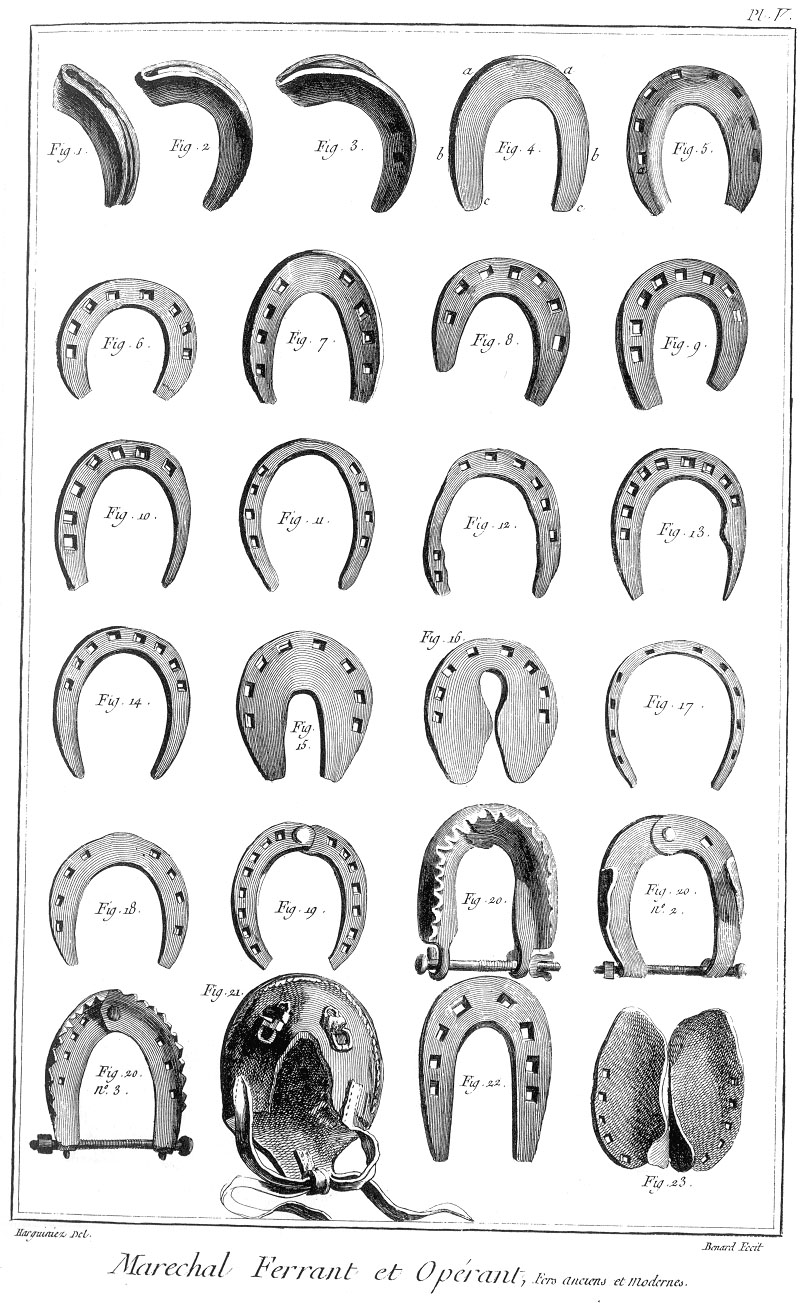 Pl. V.
a a
Fig. 1. Fig. 2. Fig. 3. b Fig. 4. b Fig. 5.
c c
Fig. 6. Fig. 7. Fig. 8. Fig. 9.
Fig. 10. Fig. 11. Fig. 12. Fig. 13.
Fig. 16.
Fig. 14. Fig. 17.
Fig.
15.
Fig. 18. Fig. 19. Fig. 20. Fig. 20.
n.° 2.
Fig. 21.
Fig. 20. Fig. 22.
n.° 3.
Fig. 23.
Harguiniez Del. Benard Fecit
Marechal Ferrant et Opérant, Fers anciens et modernes.